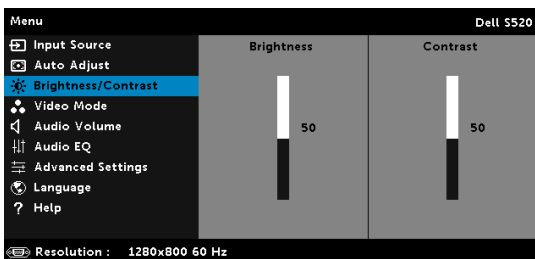 Menu Dell S520
Input Source
Auto Adjust
Brightness/Contrast
Video Mode
Audio Volume
Audio EQ
Advanced Settings
Language
? Help
Brightness
50
Contrast
50
Resolution : 1280x800 60 Hz